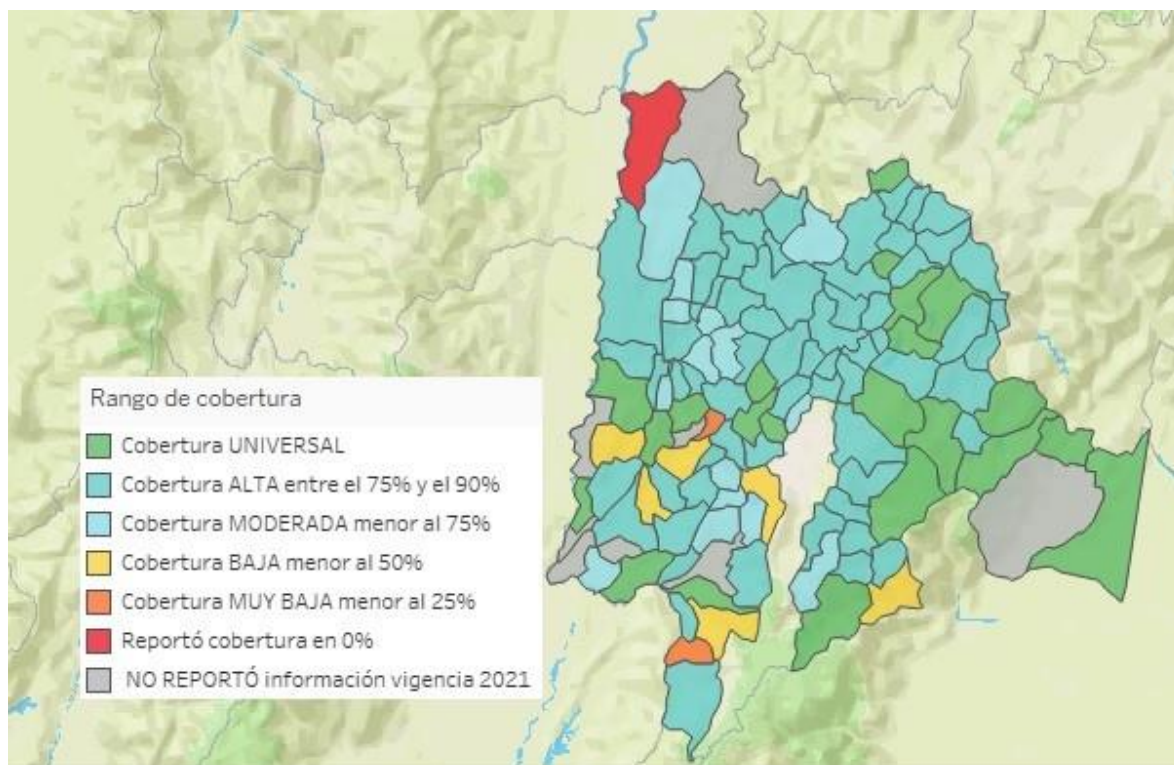 Rango de cobertura
Cobertura UNIVERSAL
Cobertura ALTA entre el 75% y el 90%
Cobertura MODERADA menor al 75%
Cobertura BAJA menor al 50%
Cobertura MUY BAJA menor al 25%
Reportó cobertura en 0%
NO REPORTÓ información vigencia 2021